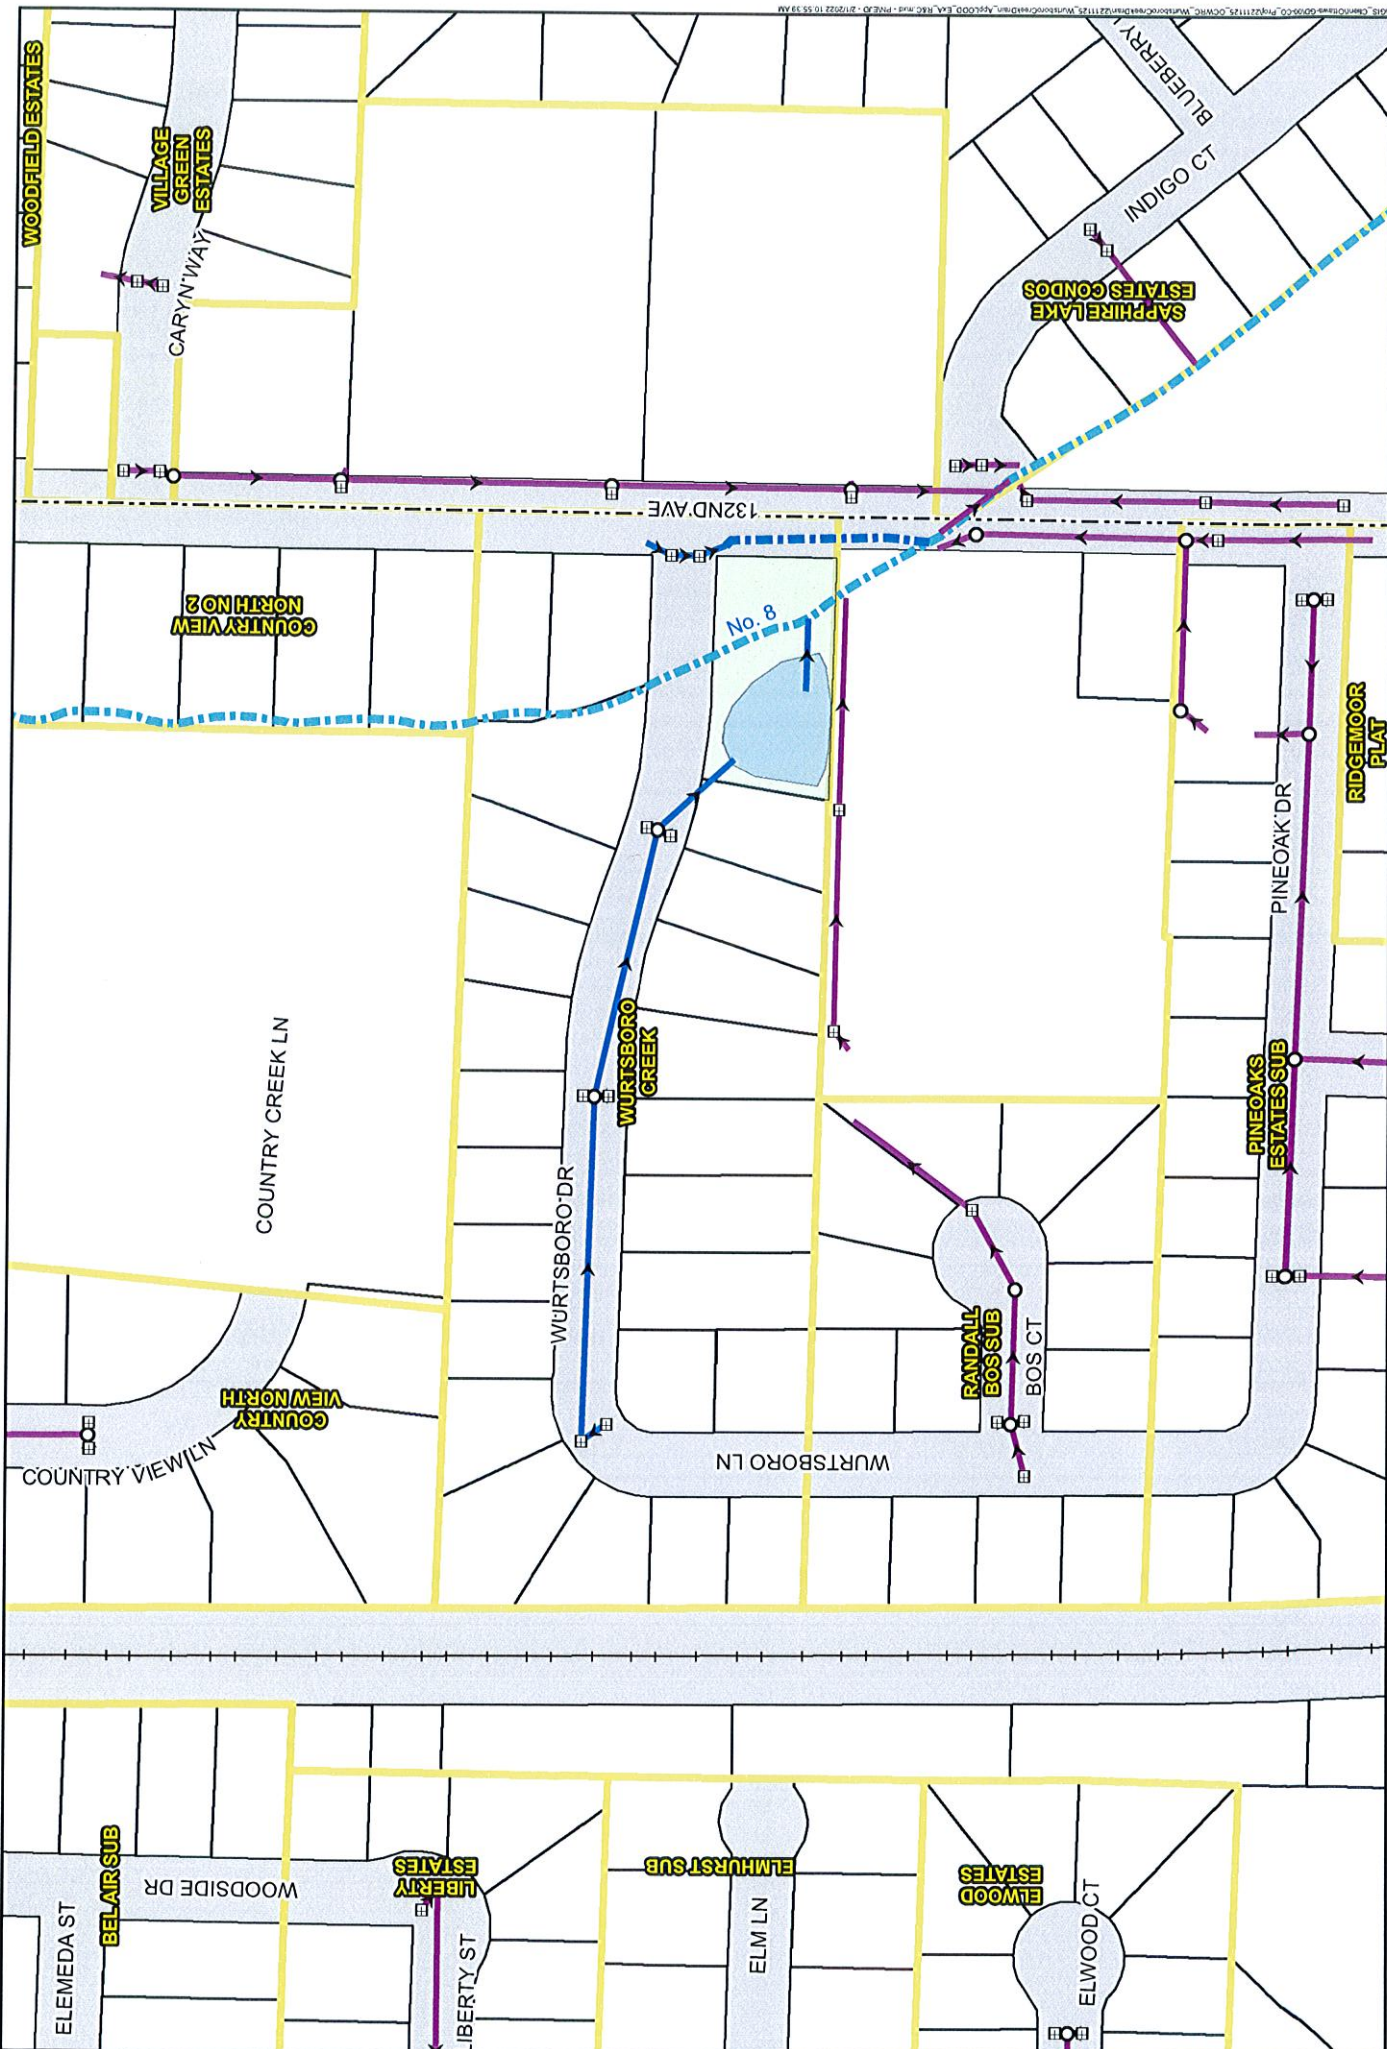 WOODFIELD ESTATES
VILLAGE
GREEN
ESTATES
CARYN WAY
BLUEBERRY
INDIGO CT
SAPPHIRE LAKE
ESTATES CONDOS
132ND AVE
COUNTRY VIEW
NORTH NO 2
No. 8
RIDGEMOOR
PLAT
PINEOAK DR
COUNTRY CREEK LN
WURTSBORO
CREEK
PINEOAKS
ESTATES SUB
WURTSBORO DR
RANDALL
BOS SUB
BOS CT
COUNTRY
VIEW NORTH
COUNTRY VIEW LN
WURTSBORO LN
BEL AIR SUB
WOODSIDE DR
LIBERTY
ESTATES
ELMHURST SUB
ELWOOD
ESTATES
ELEMEDA ST
LIBERTY ST
ELM LN
ELWOOD CT